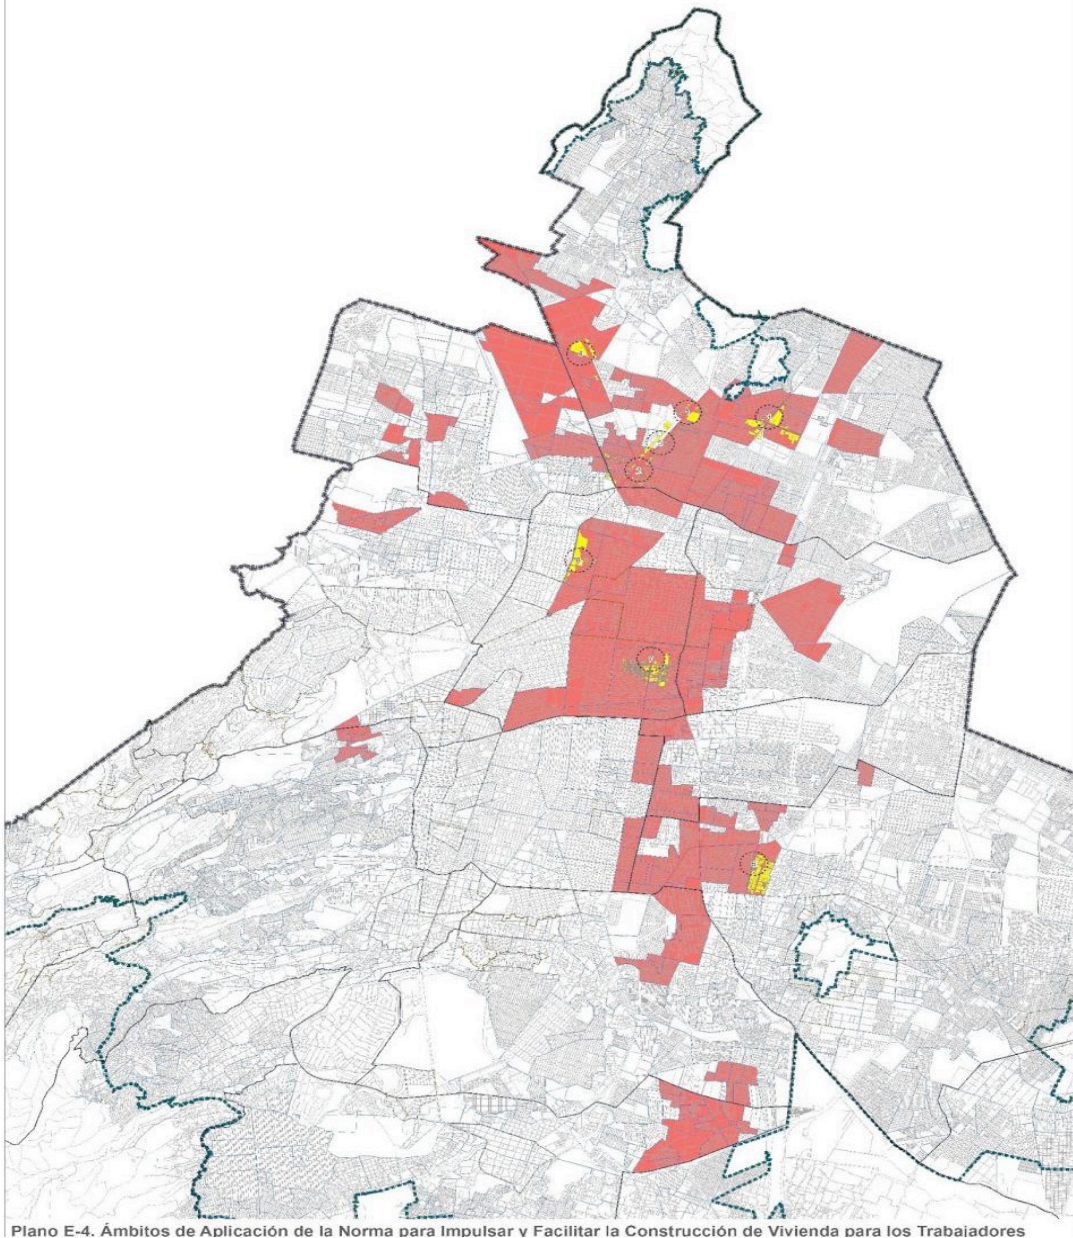 Plano E-4. Ámbitos de Aplicación de la Norma para Impulsar y Facilitar la Construcción de Vivienda para los Trabajadores